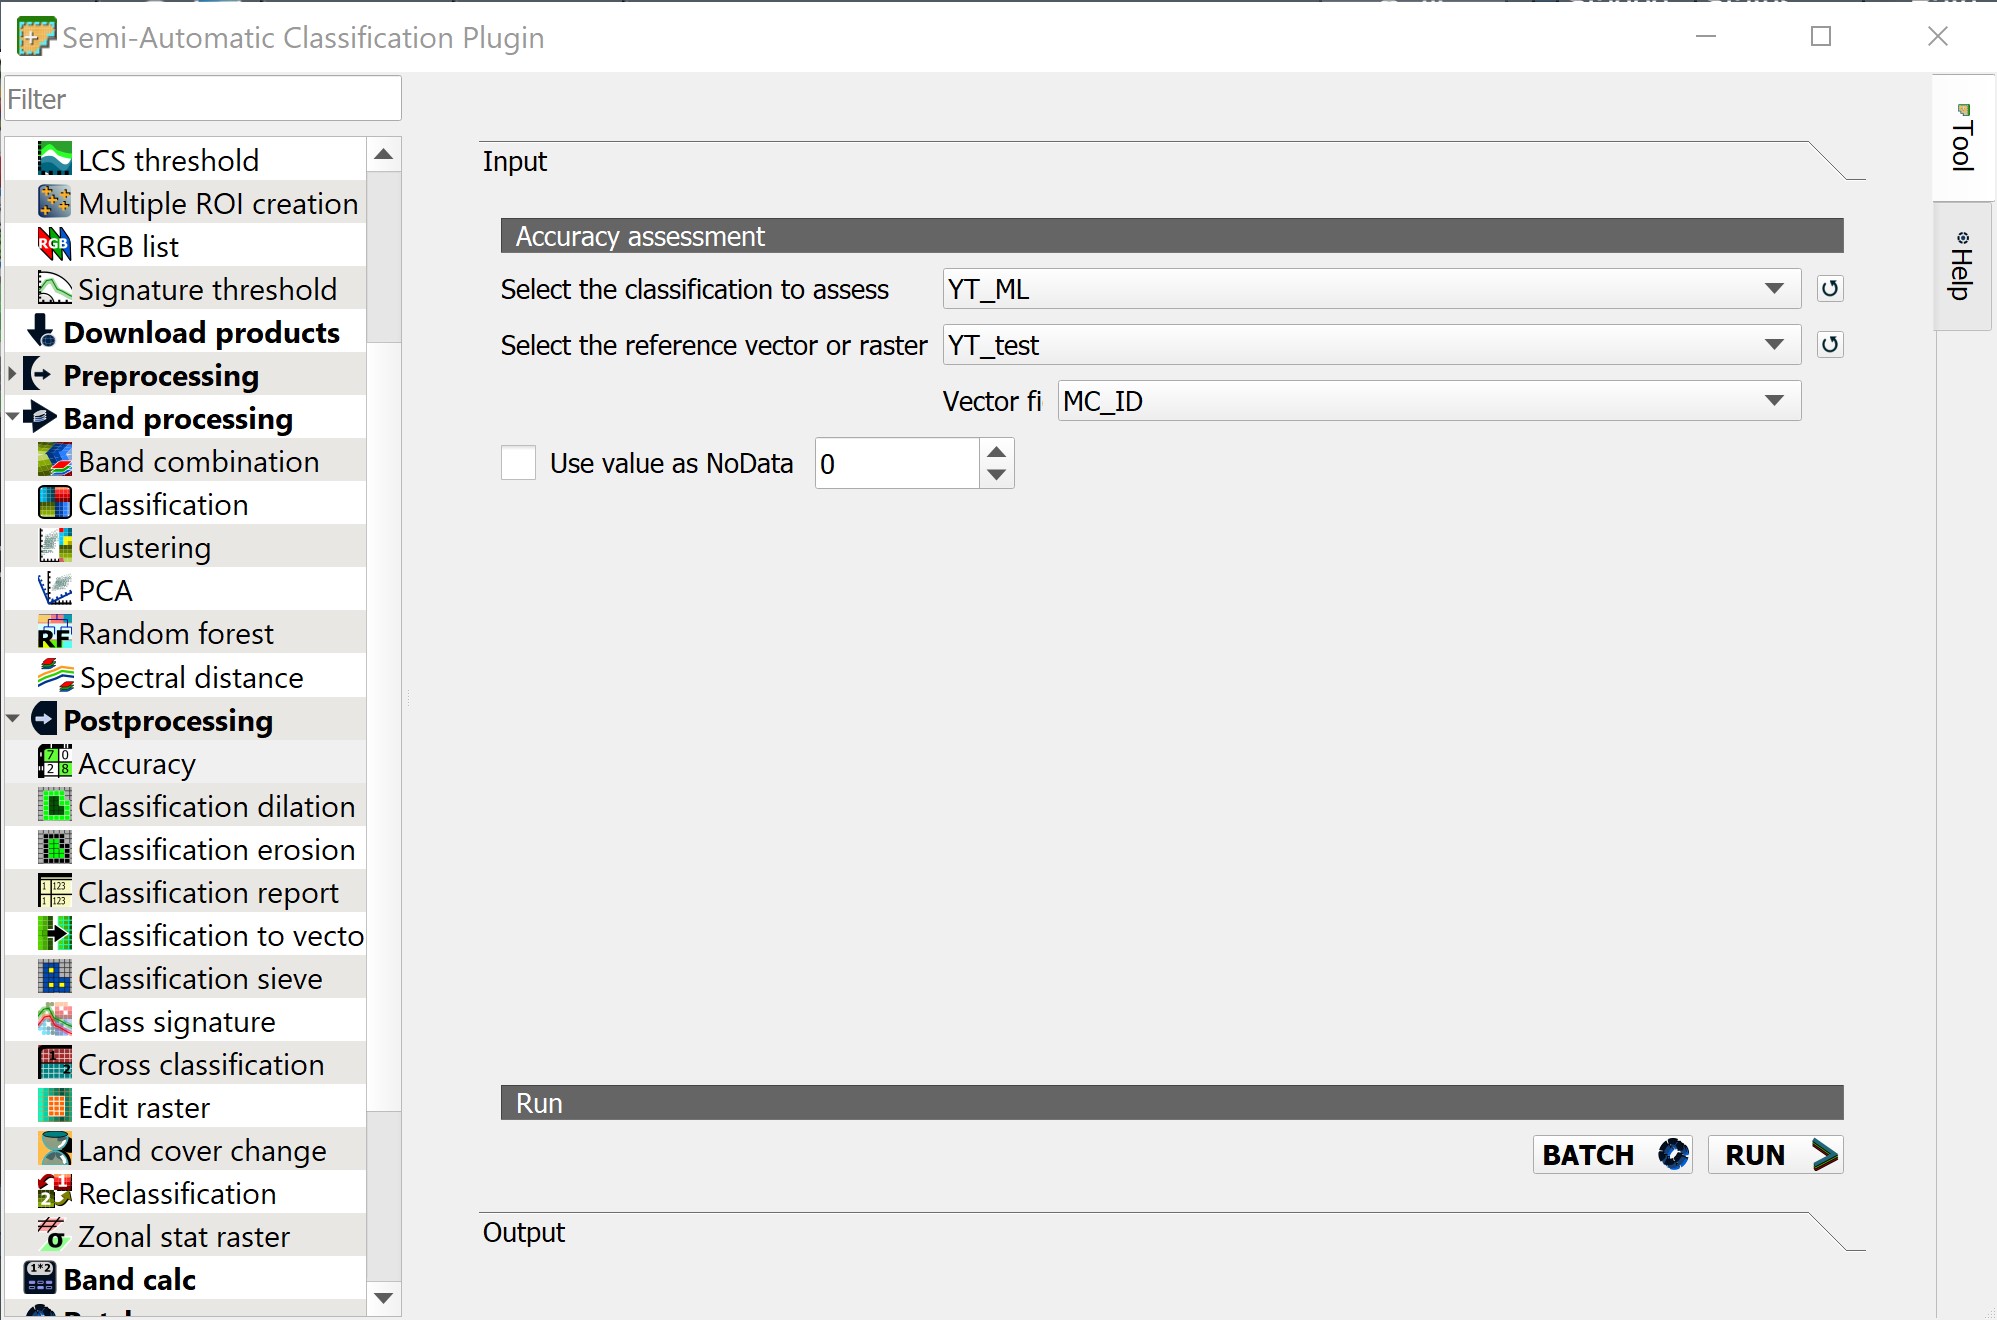 Semi-Automatic Classification Plugin
Filter
LCS threshold
Multiple ROI creation
RGB list
Signature threshold
Download products
Preprocessing
Band processing
Band combination
Classification
Clustering
PCA
Random forest
Spectral distance
Postprocessing
Accuracy
Classification dilation
Classification erosion
Classification report
Classification to vecto
Classification sieve
Class signature
Cross classification
Edit raster
Land cover change
Reclassification
Zonal stat raster
Band calc
Input
Accuracy assessment
Select the classification to assess YT_ML
Select the reference vector or raster YT_test
Vector fi MC_ID
Use value as NoData 0
Run
BATCH RUN
Output
Tool
Help